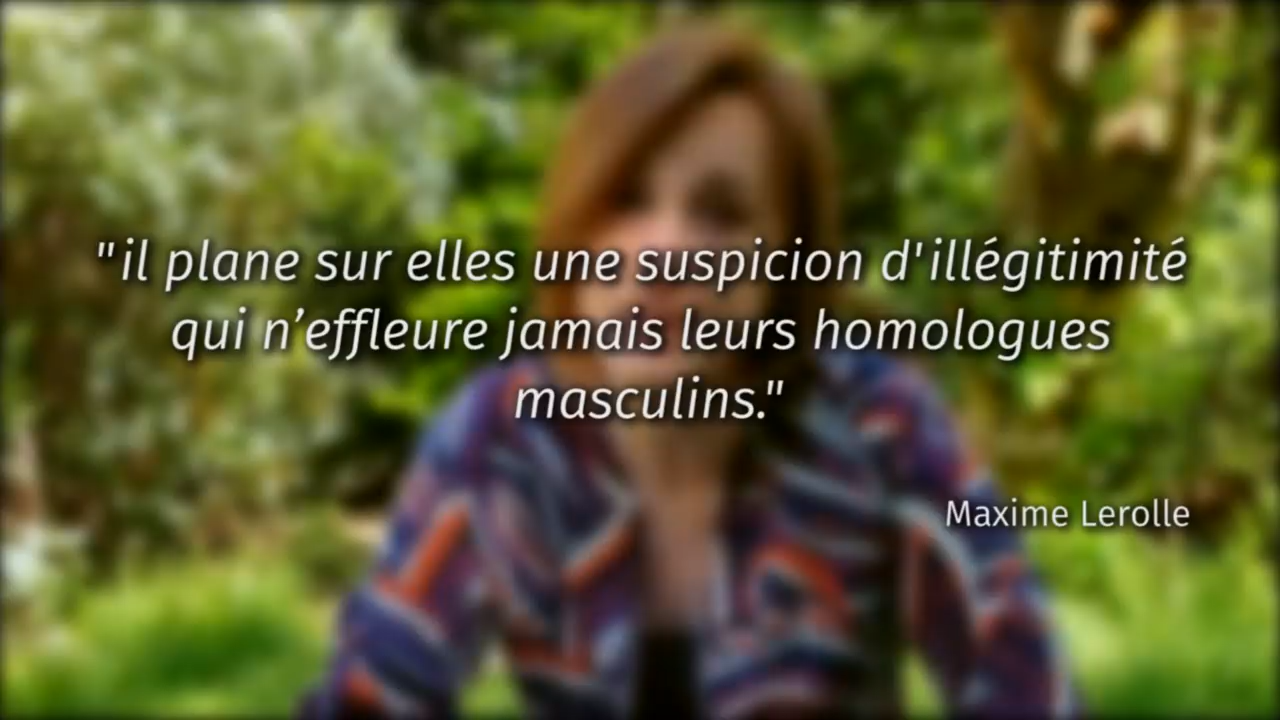 "il plane sur elles une suspicion d'illégitimité
qui n’effleure jamais leurs homologues
masculins."
Maxime Lerolle